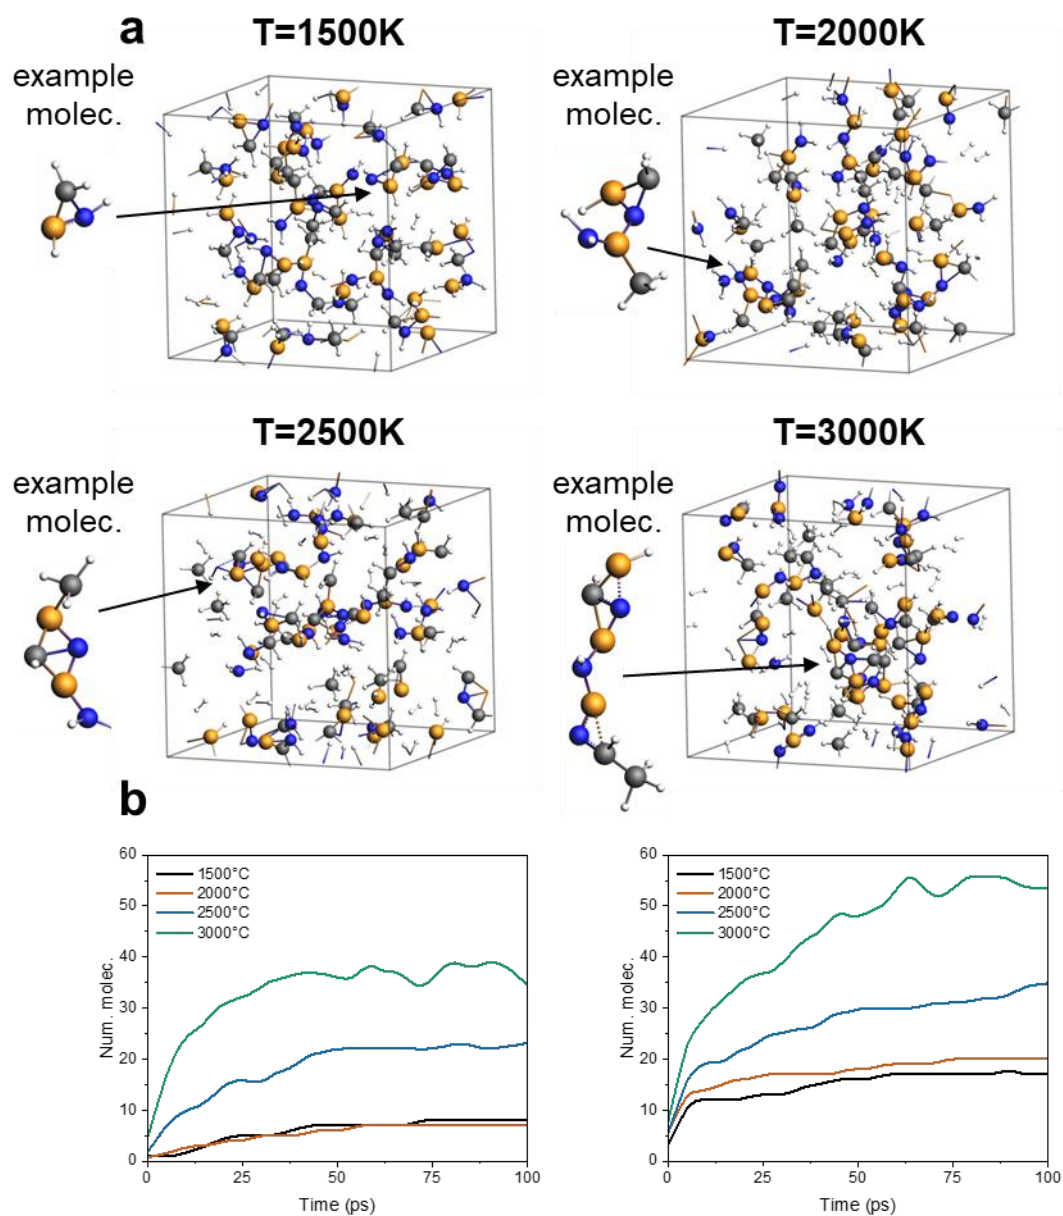 a
T=1500K
T=2000K
example
molec.
example
molec.
T=2500K
T=3000K
example
molec.
example
molec.
b
60
50
40
30
20
10
0
Num. molec.
1500°C
2000°C
2500°C
3000°C
0
25
50
75
100
Time (ps)
60
50
40
30
20
10
0
Num. molec.
1500°C
2000°C
2500°C
3000°C
0
25
50
75
100
Time (ps)